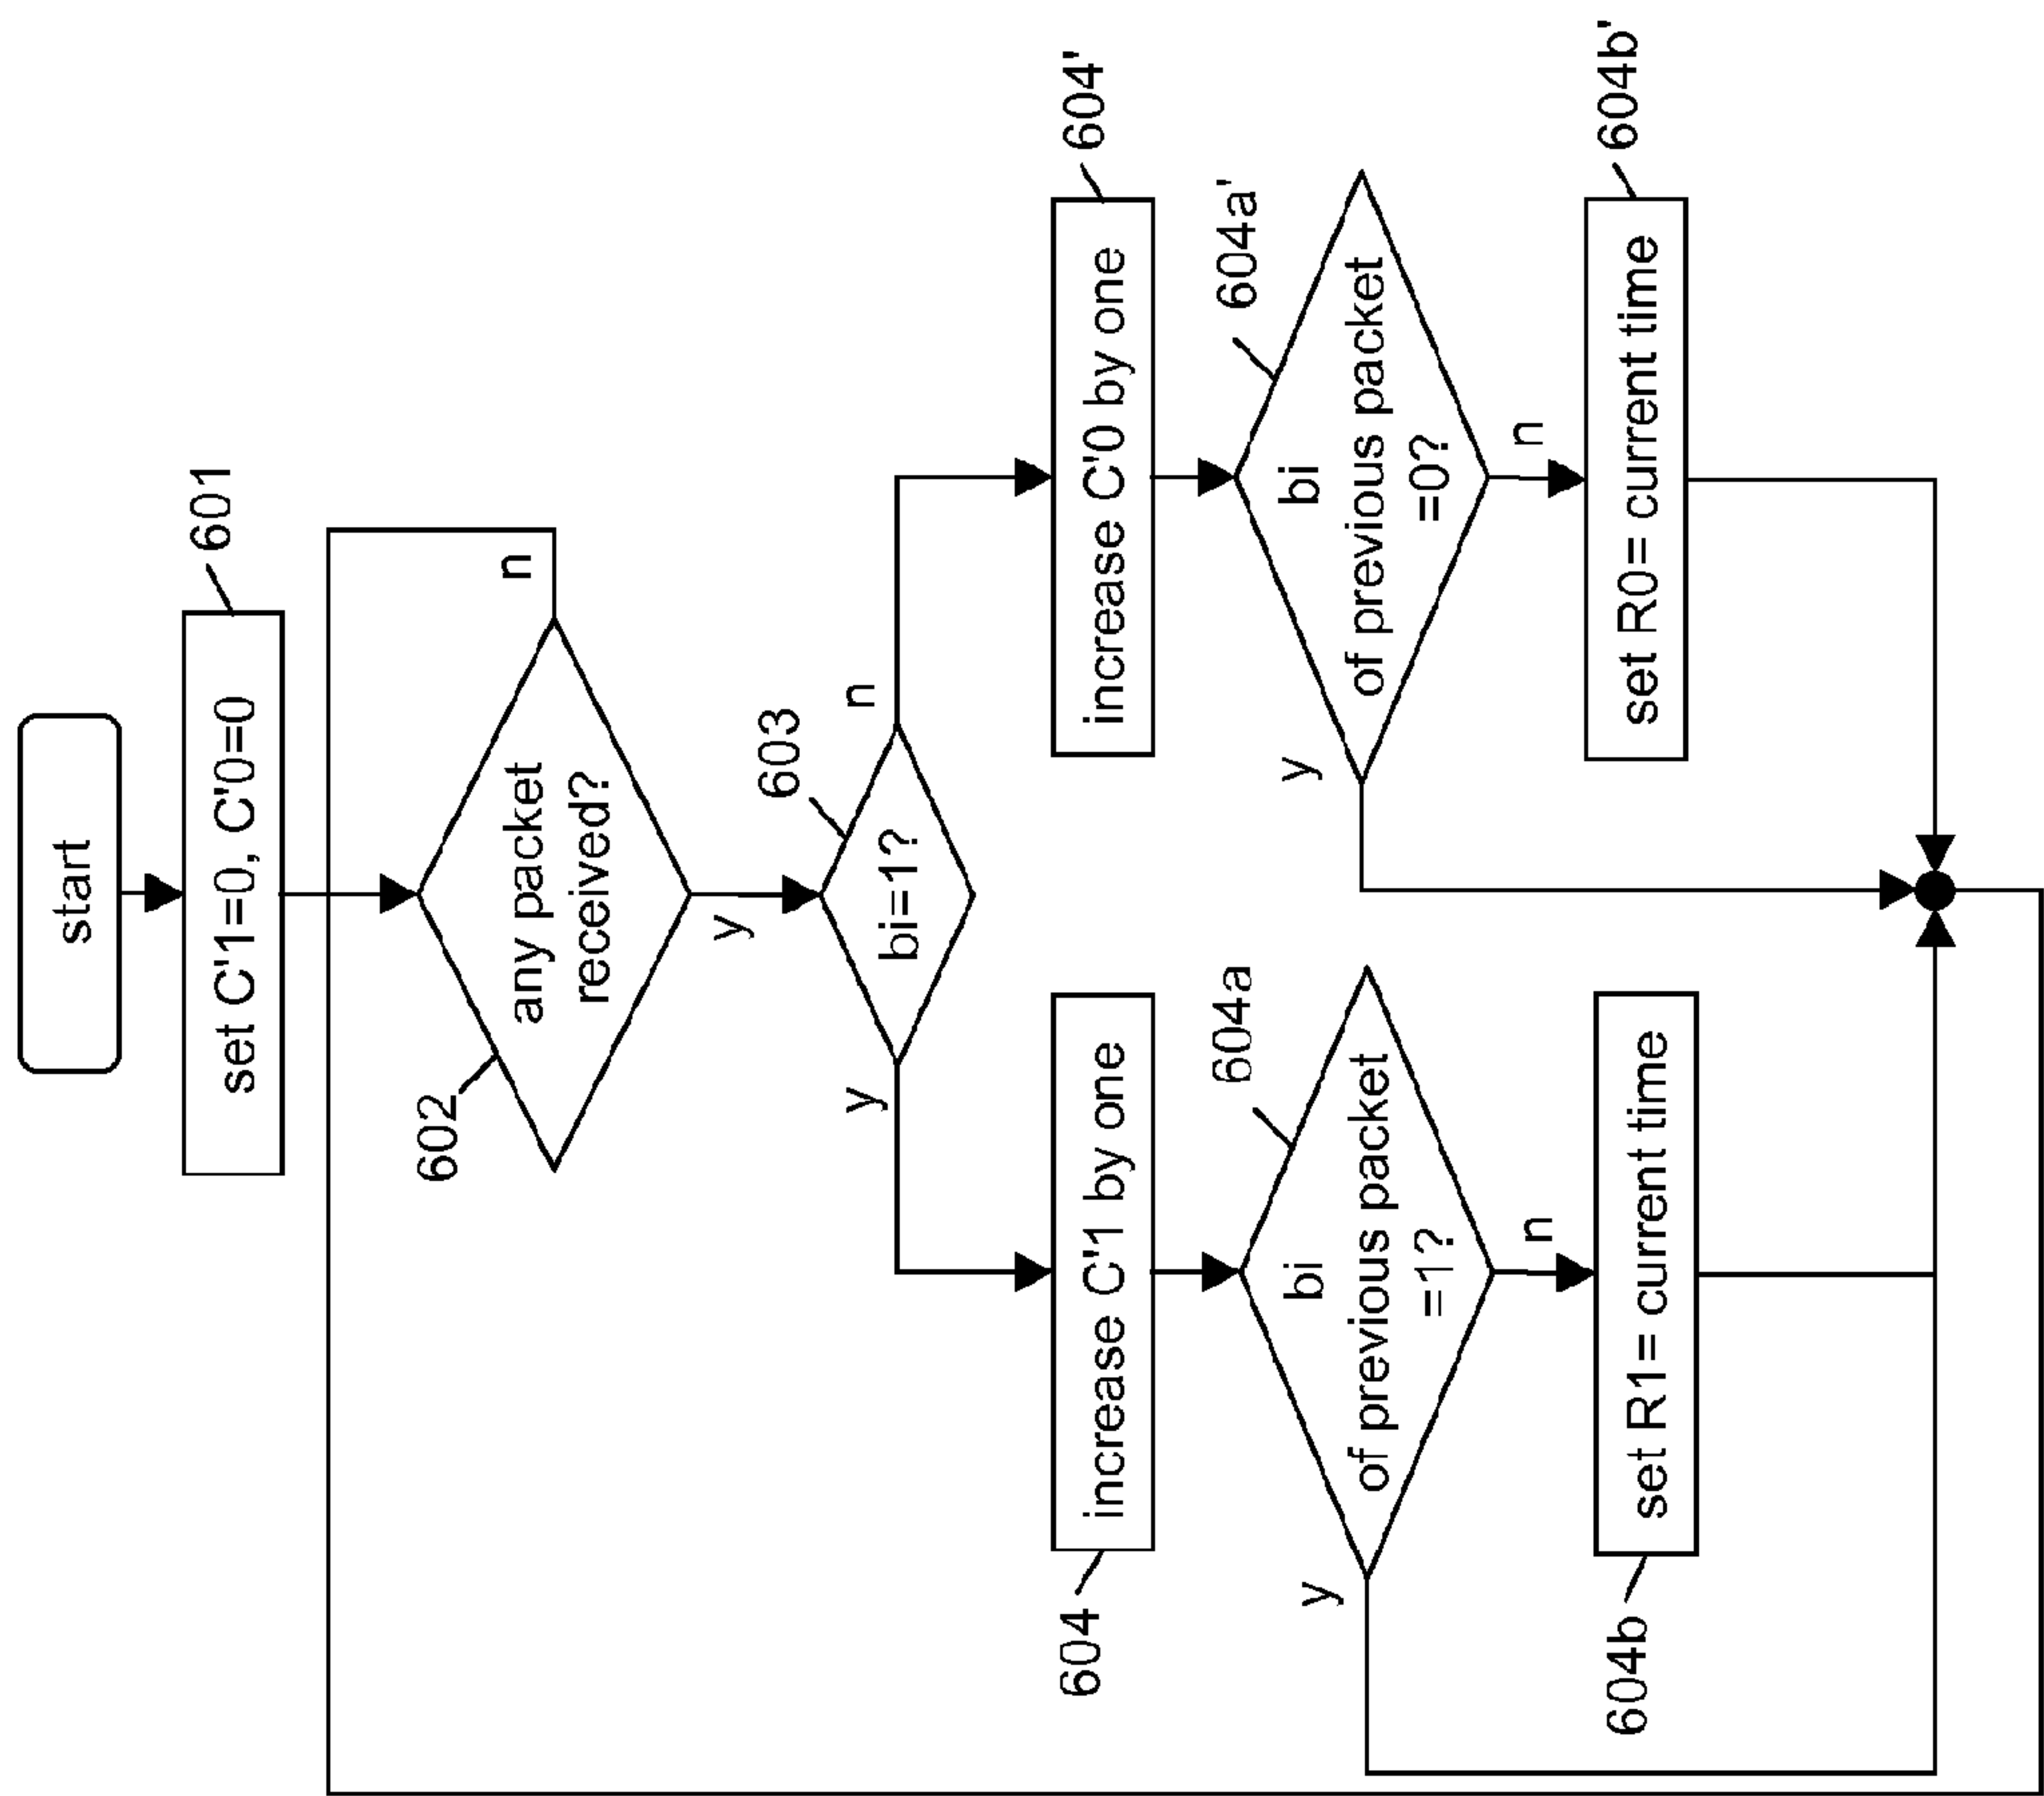 start
601
set C'1=0, C'0=0
602
any packet
received?
n
y
603
bi=1?
y
n
604
increase C'1 by one
604'
increase C'0 by one
604a
bi
of previous packet
=1?
y
n
604a'
bi
of previous packet
=0?
y
n
604b
set R1= current time
604b'
set R0= current time